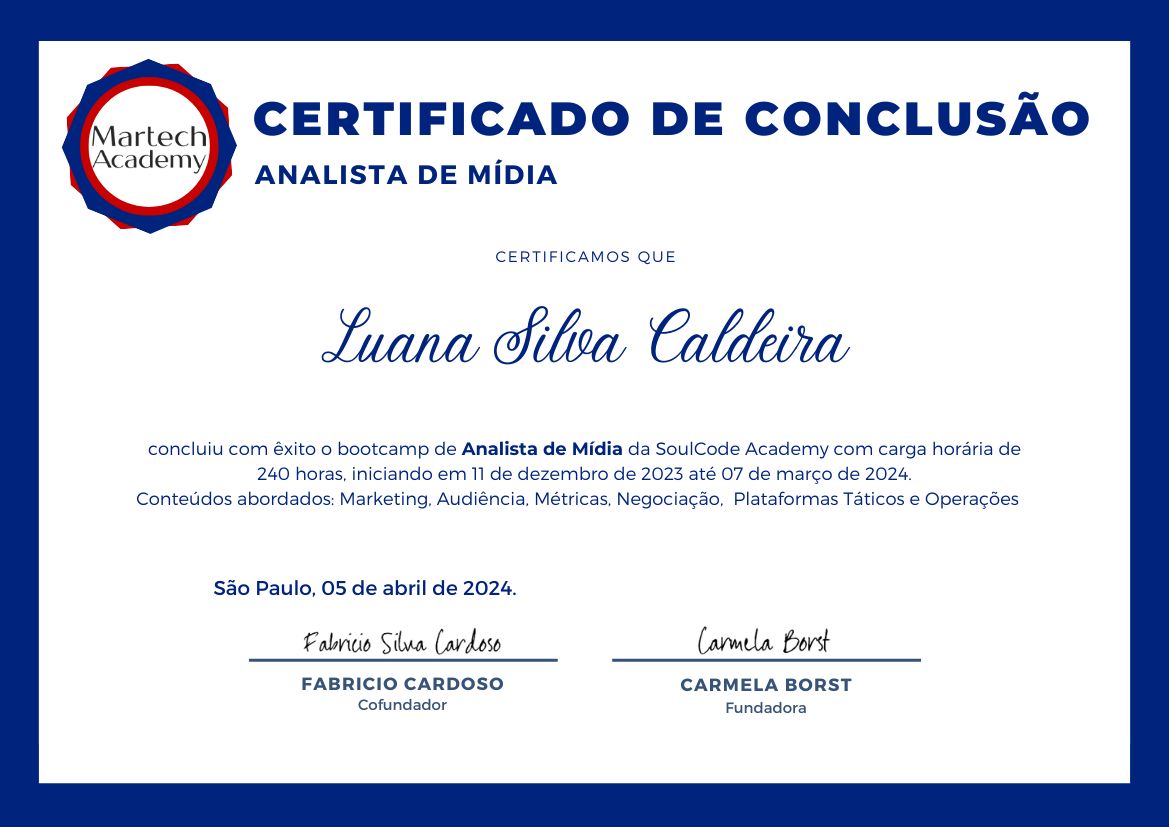 Martech
Academy
CERTIFICADO DE CONCLUSÃO
ANALISTA DE MÍDIA
CERTIFICAMOS QUE
Luana Silva Caldeira
concluiu com êxito o bootcamp de Analista de Mídia da SoulCode Academy com carga horária de
240 horas, iniciando em 11 de dezembro de 2023 até 07 de março de 2024.
Conteúdos abordados: Marketing, Audiência, Métricas, Negociação,  Plataformas Táticos e Operações
São Paulo, 05 de abril de 2024.
Fabricio Silva Cardoso
Carmela Borst
FABRICIO CARDOSO
CARMELA BORST
Cofundador
Fundadora